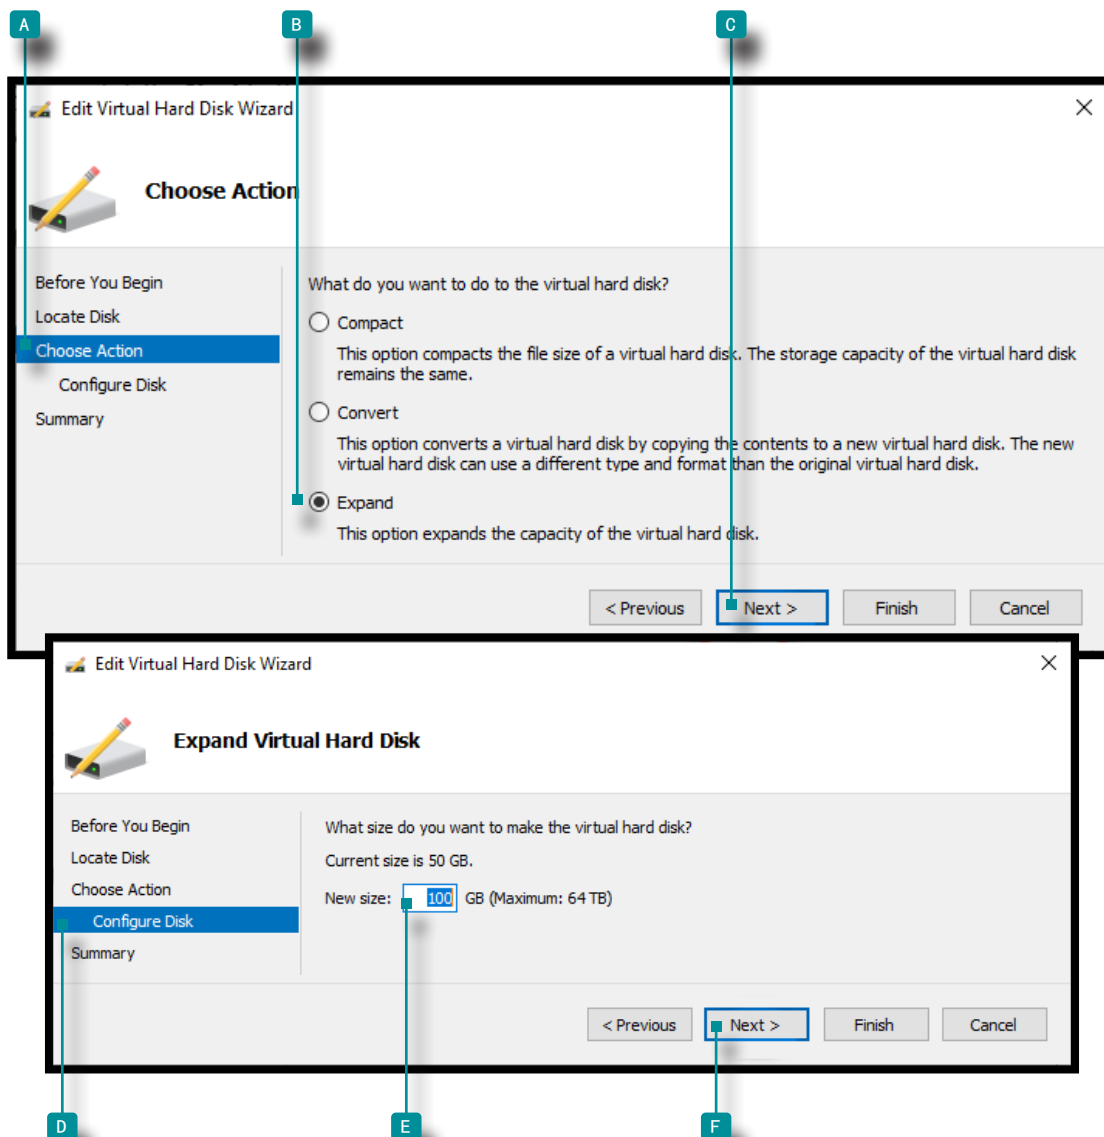 A B C
Edit Virtual Hard Disk Wizard
Choose Action
Before You Begin
Locate Disk
Choose Action
Configure Disk
Summary
What do you want to do to the virtual hard disk?
Compact
This option compacts the file size of a virtual hard disk. The storage capacity of the virtual hard disk
remains the same.
Convert
This option converts a virtual hard disk by copying the contents to a new virtual hard disk. The new
virtual hard disk can use a different type and format than the original virtual hard disk.
Expand
This option expands the capacity of the virtual hard disk.
< Previous Next > Finish Cancel
Edit Virtual Hard Disk Wizard
Expand Virtual Hard Disk
Before You Begin
Locate Disk
Choose Action
Configure Disk
Summary
What size do you want to make the virtual hard disk?
Current size is 50 GB.
New size: 100 GB (Maximum: 64 TB)
< Previous Next > Finish Cancel
D E F